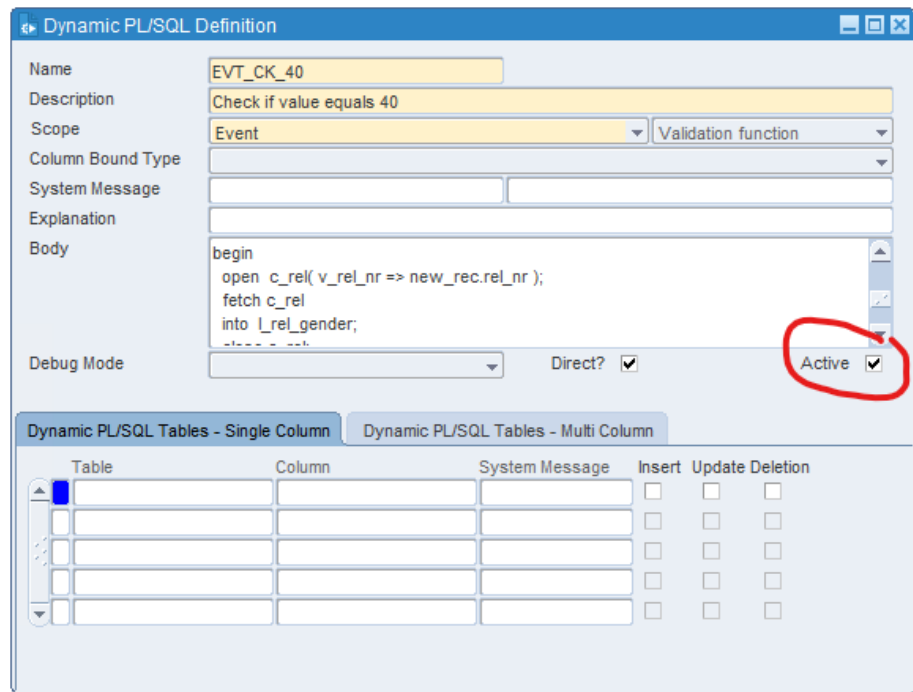 Dynamic PL/SQL Definition
Name EVT_CK_40
Description Check if value equals 40
Scope Event Validation function
Column Bound Type
System Message
Explanation
Body begin
open c_rel( v_rel_nr => new_rec.rel_nr );
fetch c_rel
into l_rel_gender;
Debug Mode Direct? Active
Dynamic PL/SQL Tables - Single Column Dynamic PL/SQL Tables - Multi Column
Table Column System Message Insert Update Deletion